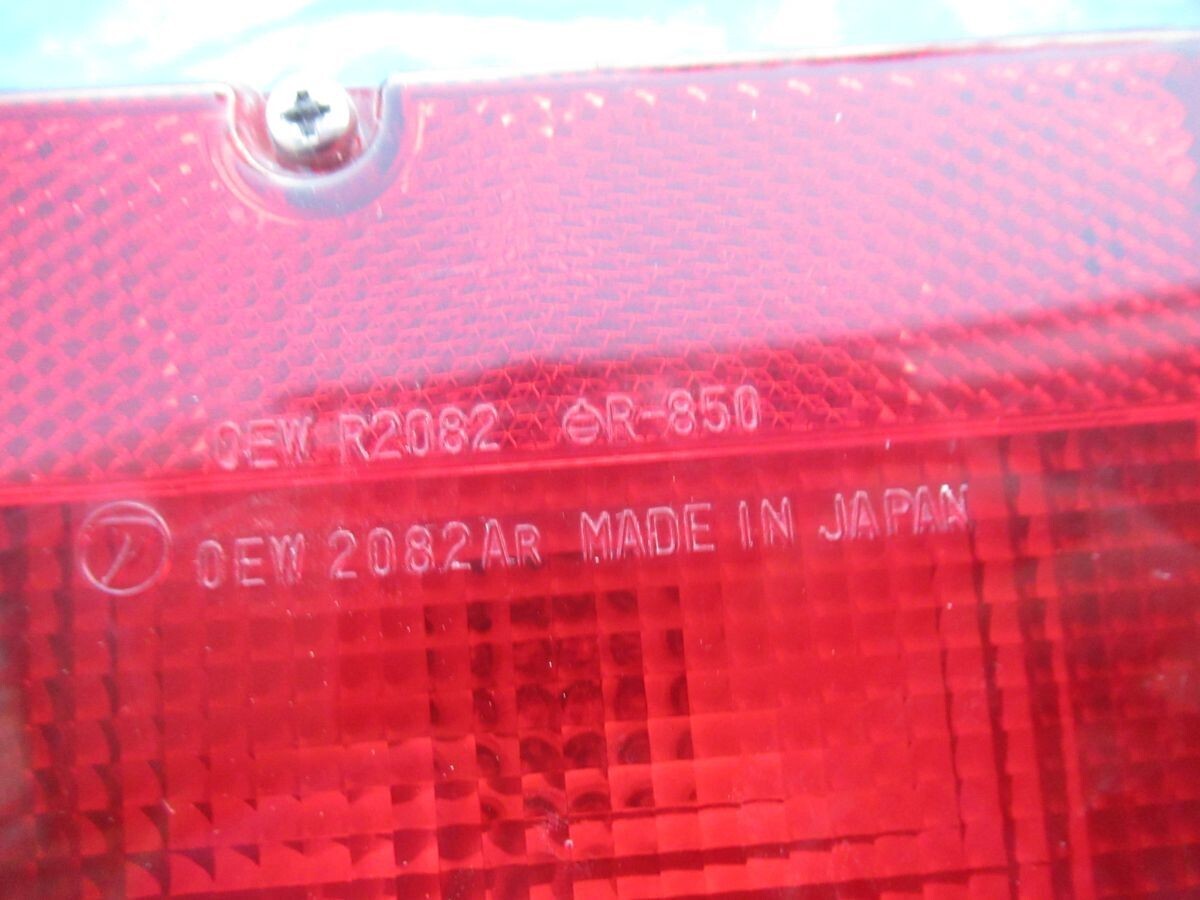 OEW R2082 R-850
OEW 2082AR MADE IN JAPAN